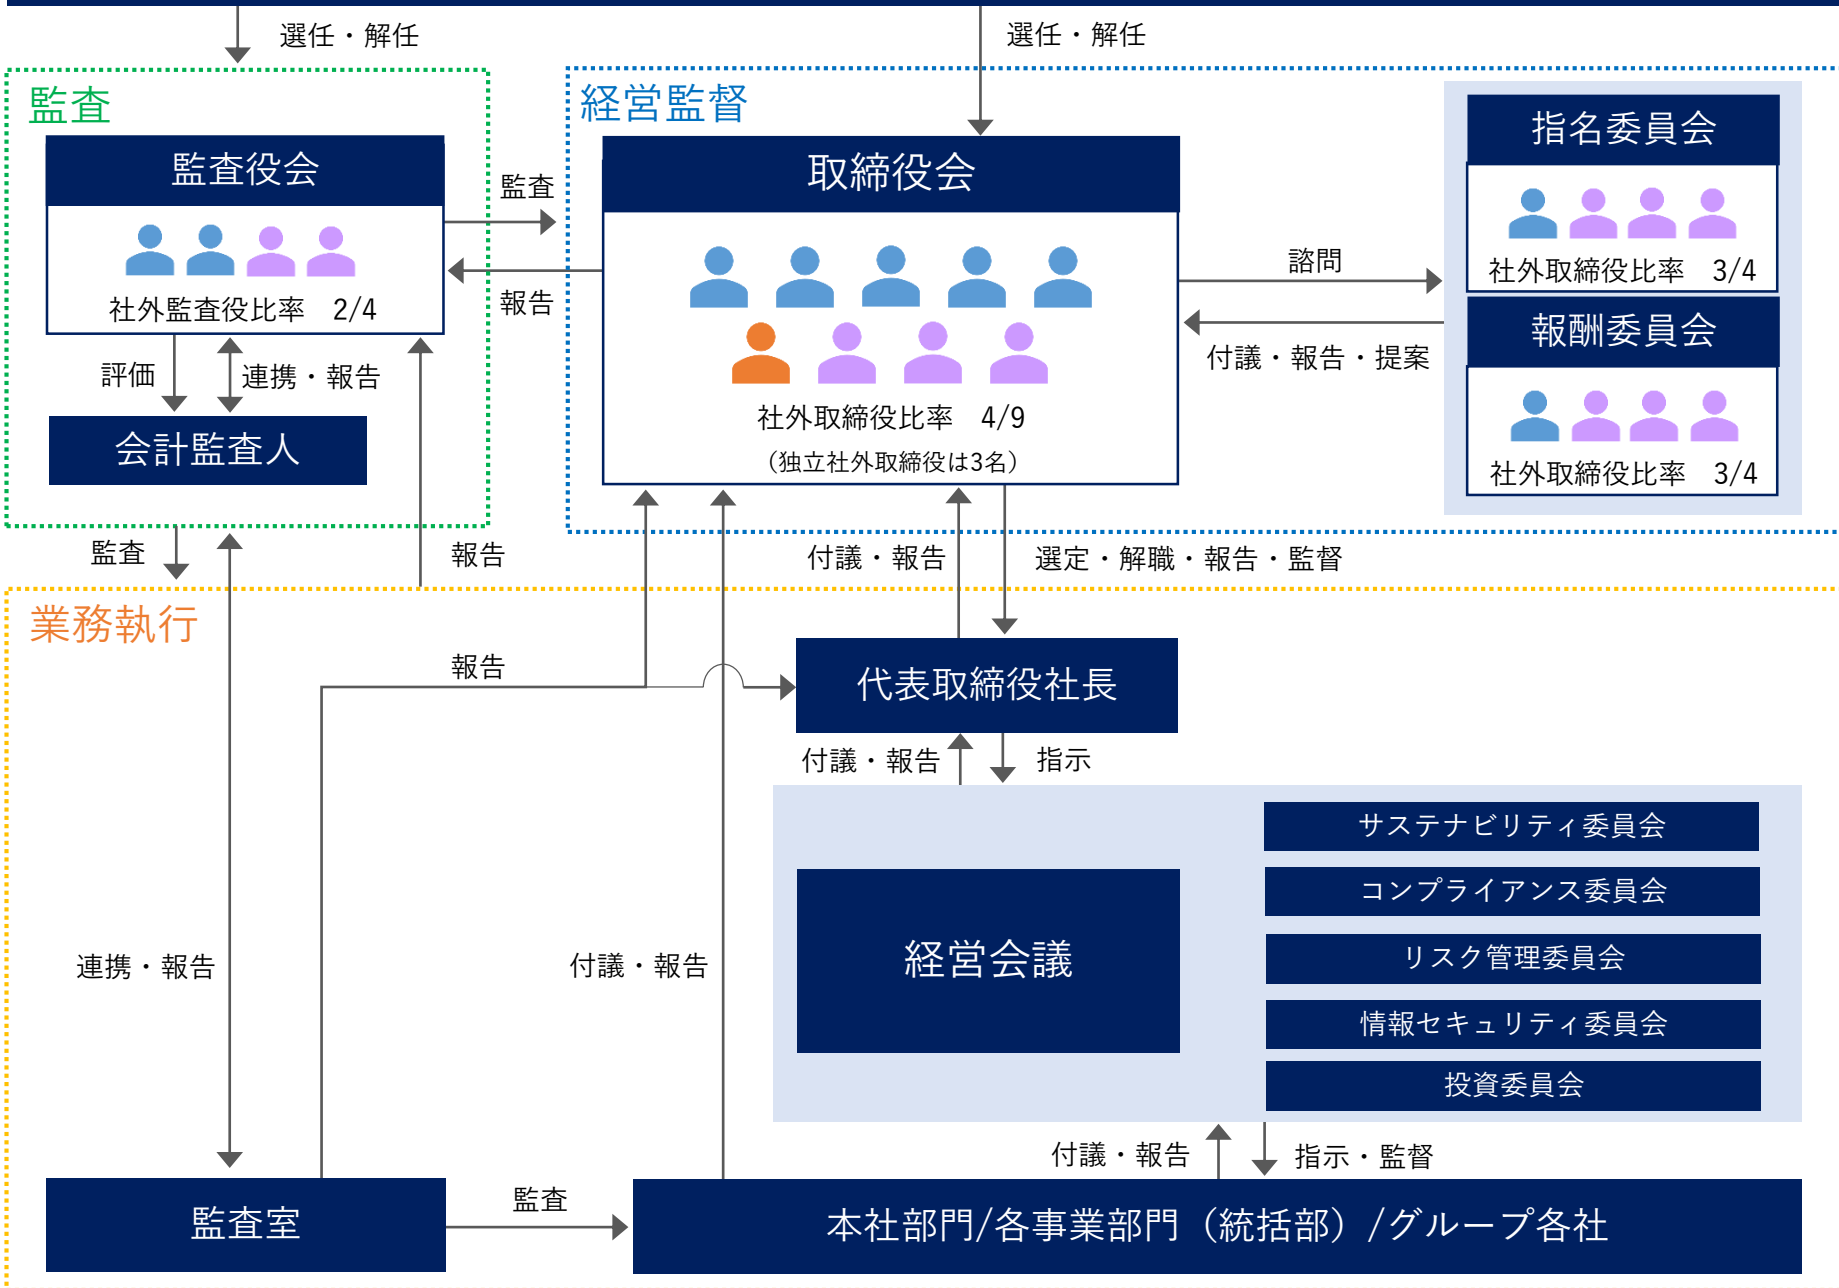 選任・解任
選任・解任
監査
経営監督
監査役会
社外監査役比率　2/4
監査
報告
取締役会
社外取締役比率　4/9
（独立社外取締役は3名）
諮問
付議・報告・提案
指名委員会
社外取締役比率　3/4
報酬委員会
社外取締役比率　3/4
評価
連携・報告
会計監査人
監査
報告
付議・報告
選定・解職・報告・監督
業務執行
報告
代表取締役社長
付議・報告
指示
サステナビリティ委員会
コンプライアンス委員会
経営会議
リスク管理委員会
情報セキュリティ委員会
投資委員会
連携・報告
付議・報告
付議・報告
指示・監督
監査室
監査
本社部門/各事業部門（統括部）/グループ各社